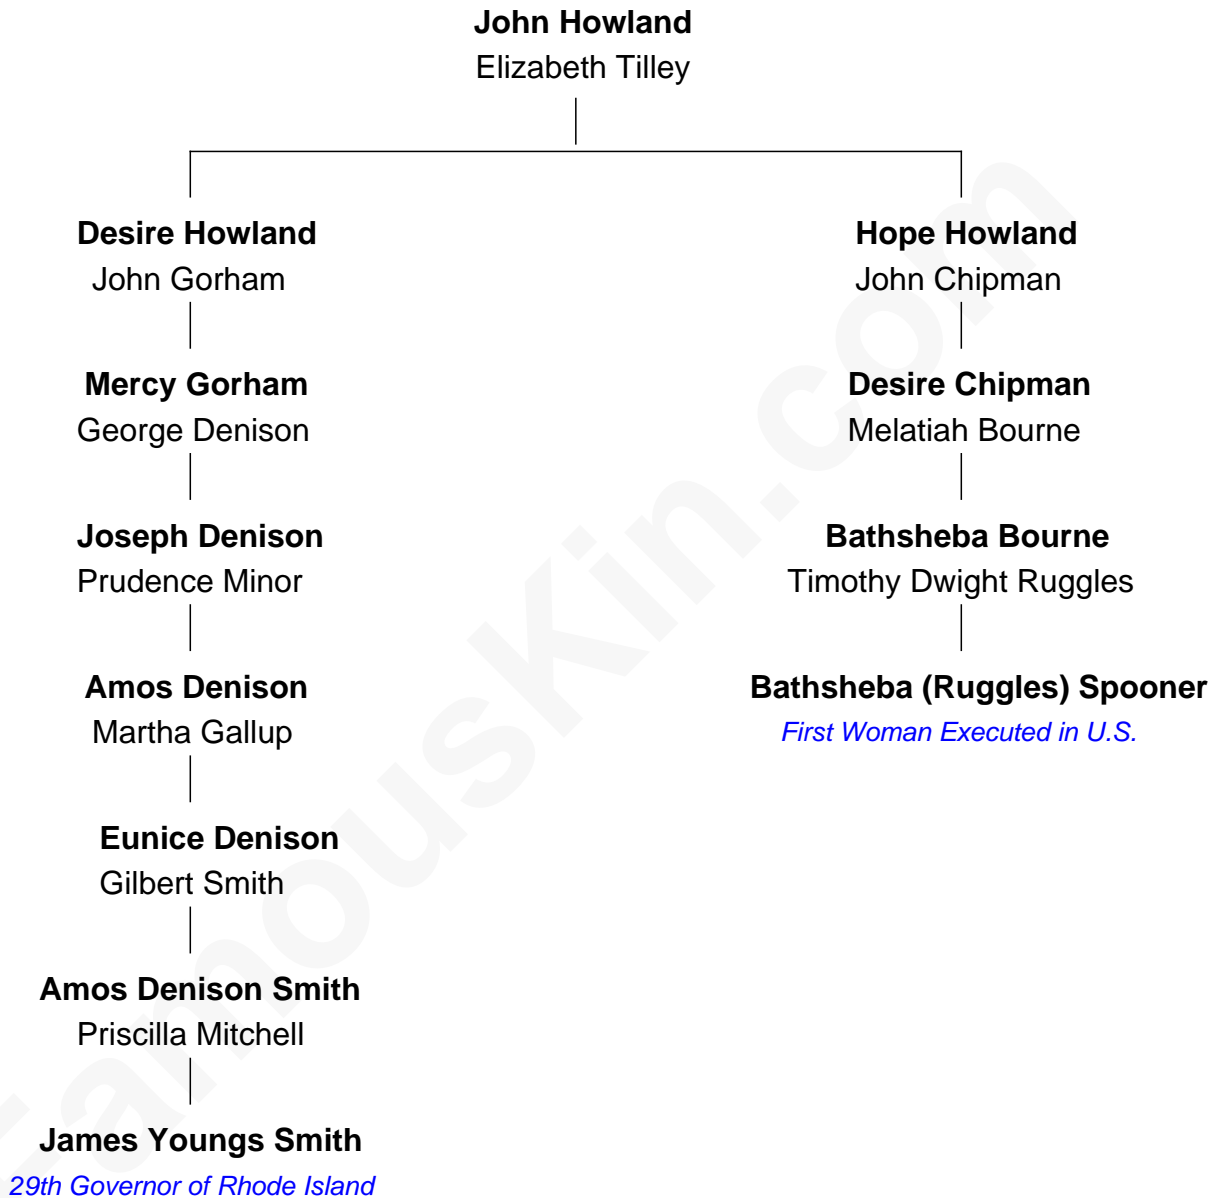 John Howland
Elizabeth Tilley
Desire Howland
John Gorham
Hope Howland
John Chipman
Mercy Gorham
George Denison
Desire Chipman
Melatiah Bourne
Joseph Denison
Prudence Minor
Bathsheba Bourne
Timothy Dwight Ruggles
Amos Denison
Martha Gallup
Bathsheba (Ruggles) Spooner
First Woman Executed in U.S.
Eunice Denison
Gilbert Smith
Amos Denison Smith
Priscilla Mitchell
James Youngs Smith
29th Governor of Rhode Island
FamousKin.com